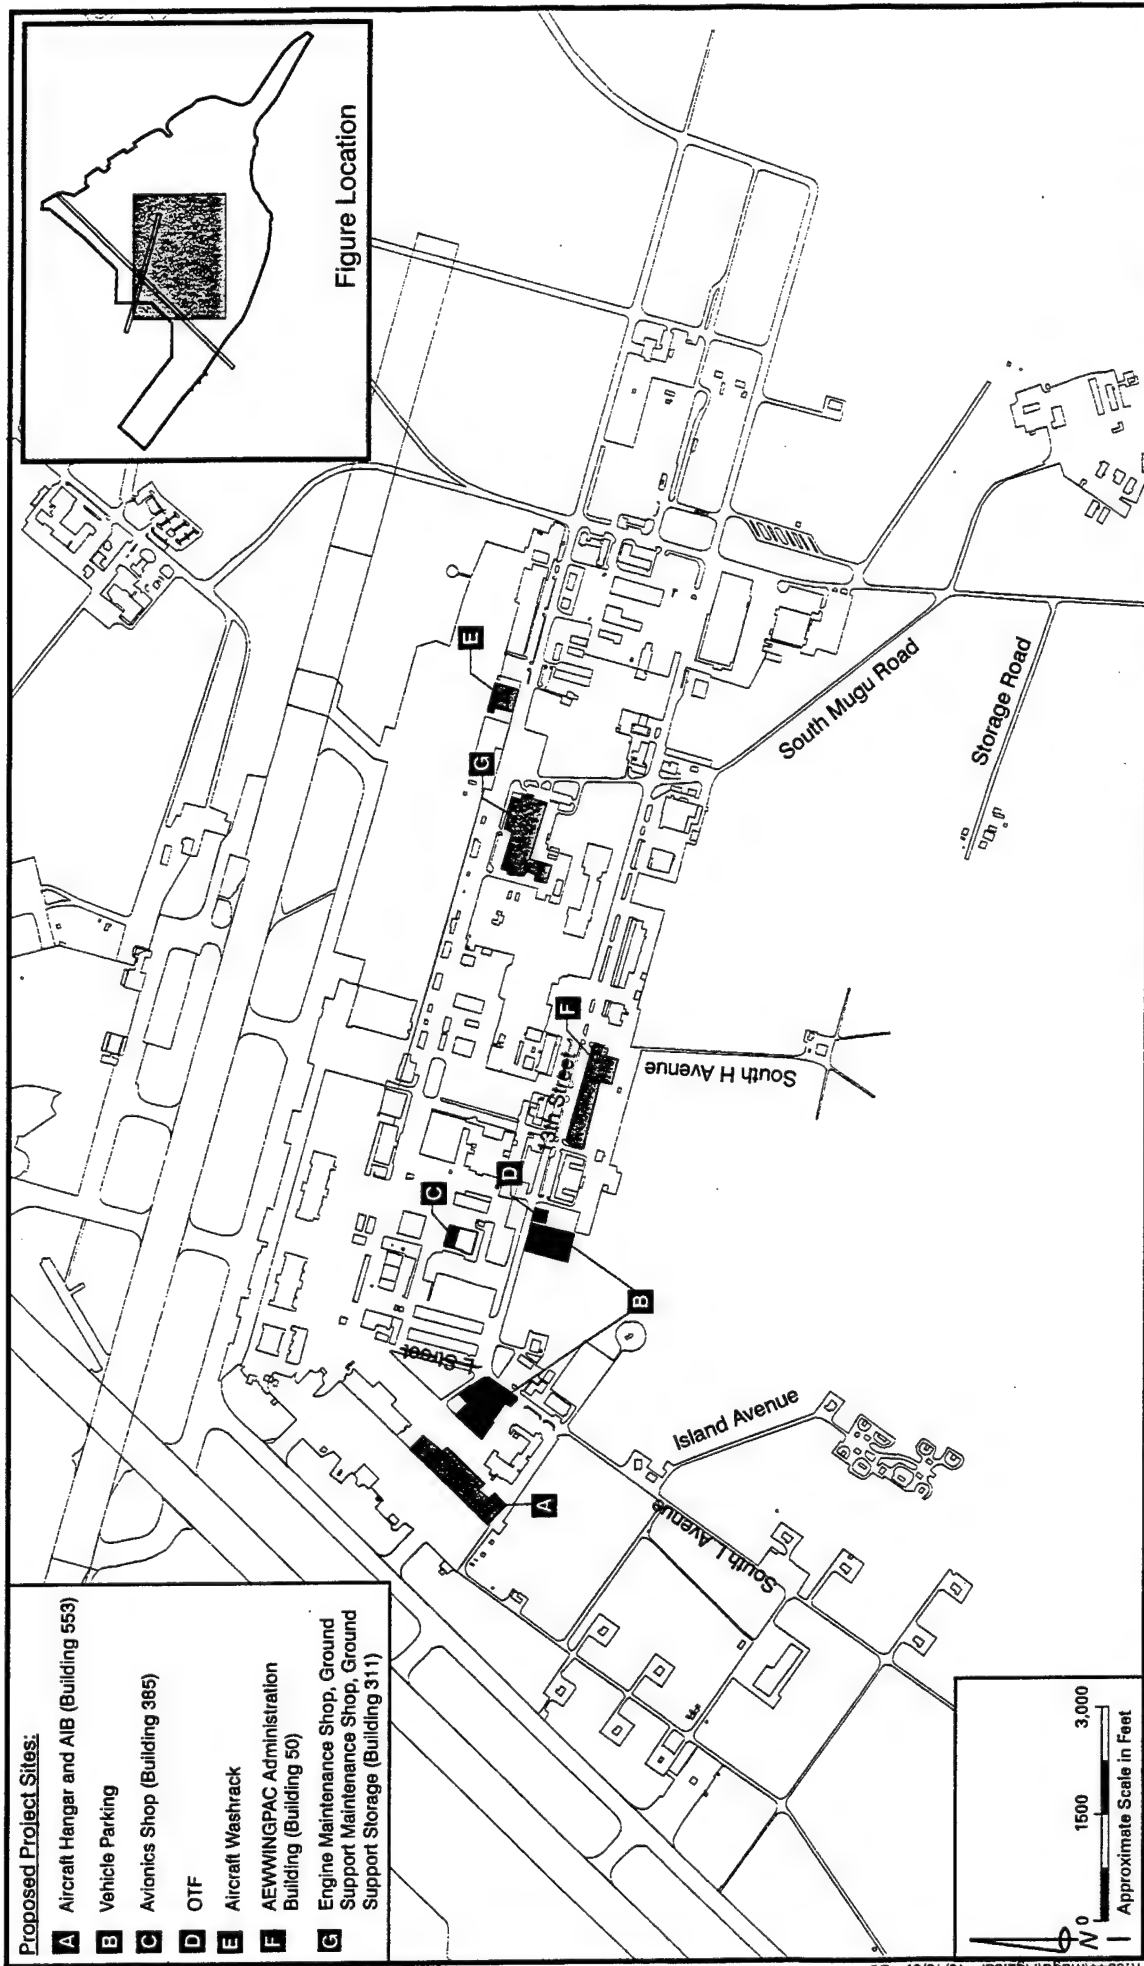 Proposed Project Sites:
A Aircraft Hangar and AIB (Building 553)
B Vehicle Parking
C Avionics Shop (Building 385)
D OTF
E Aircraft Washrack
F AEWWINGPAC Administration
Building (Building 50)
G Engine Maintenance Shop, Ground
Support Maintenance Shop, Ground
Support Storage (Building 311)
Figure Location
E
G
F
C
D
B
A
13th Street
E Street
South H Avenue
South Mugu Road
Storage Road
Island Avenue
South L Avenue
N
0 1500 3,000
Approximate Scale in Feet